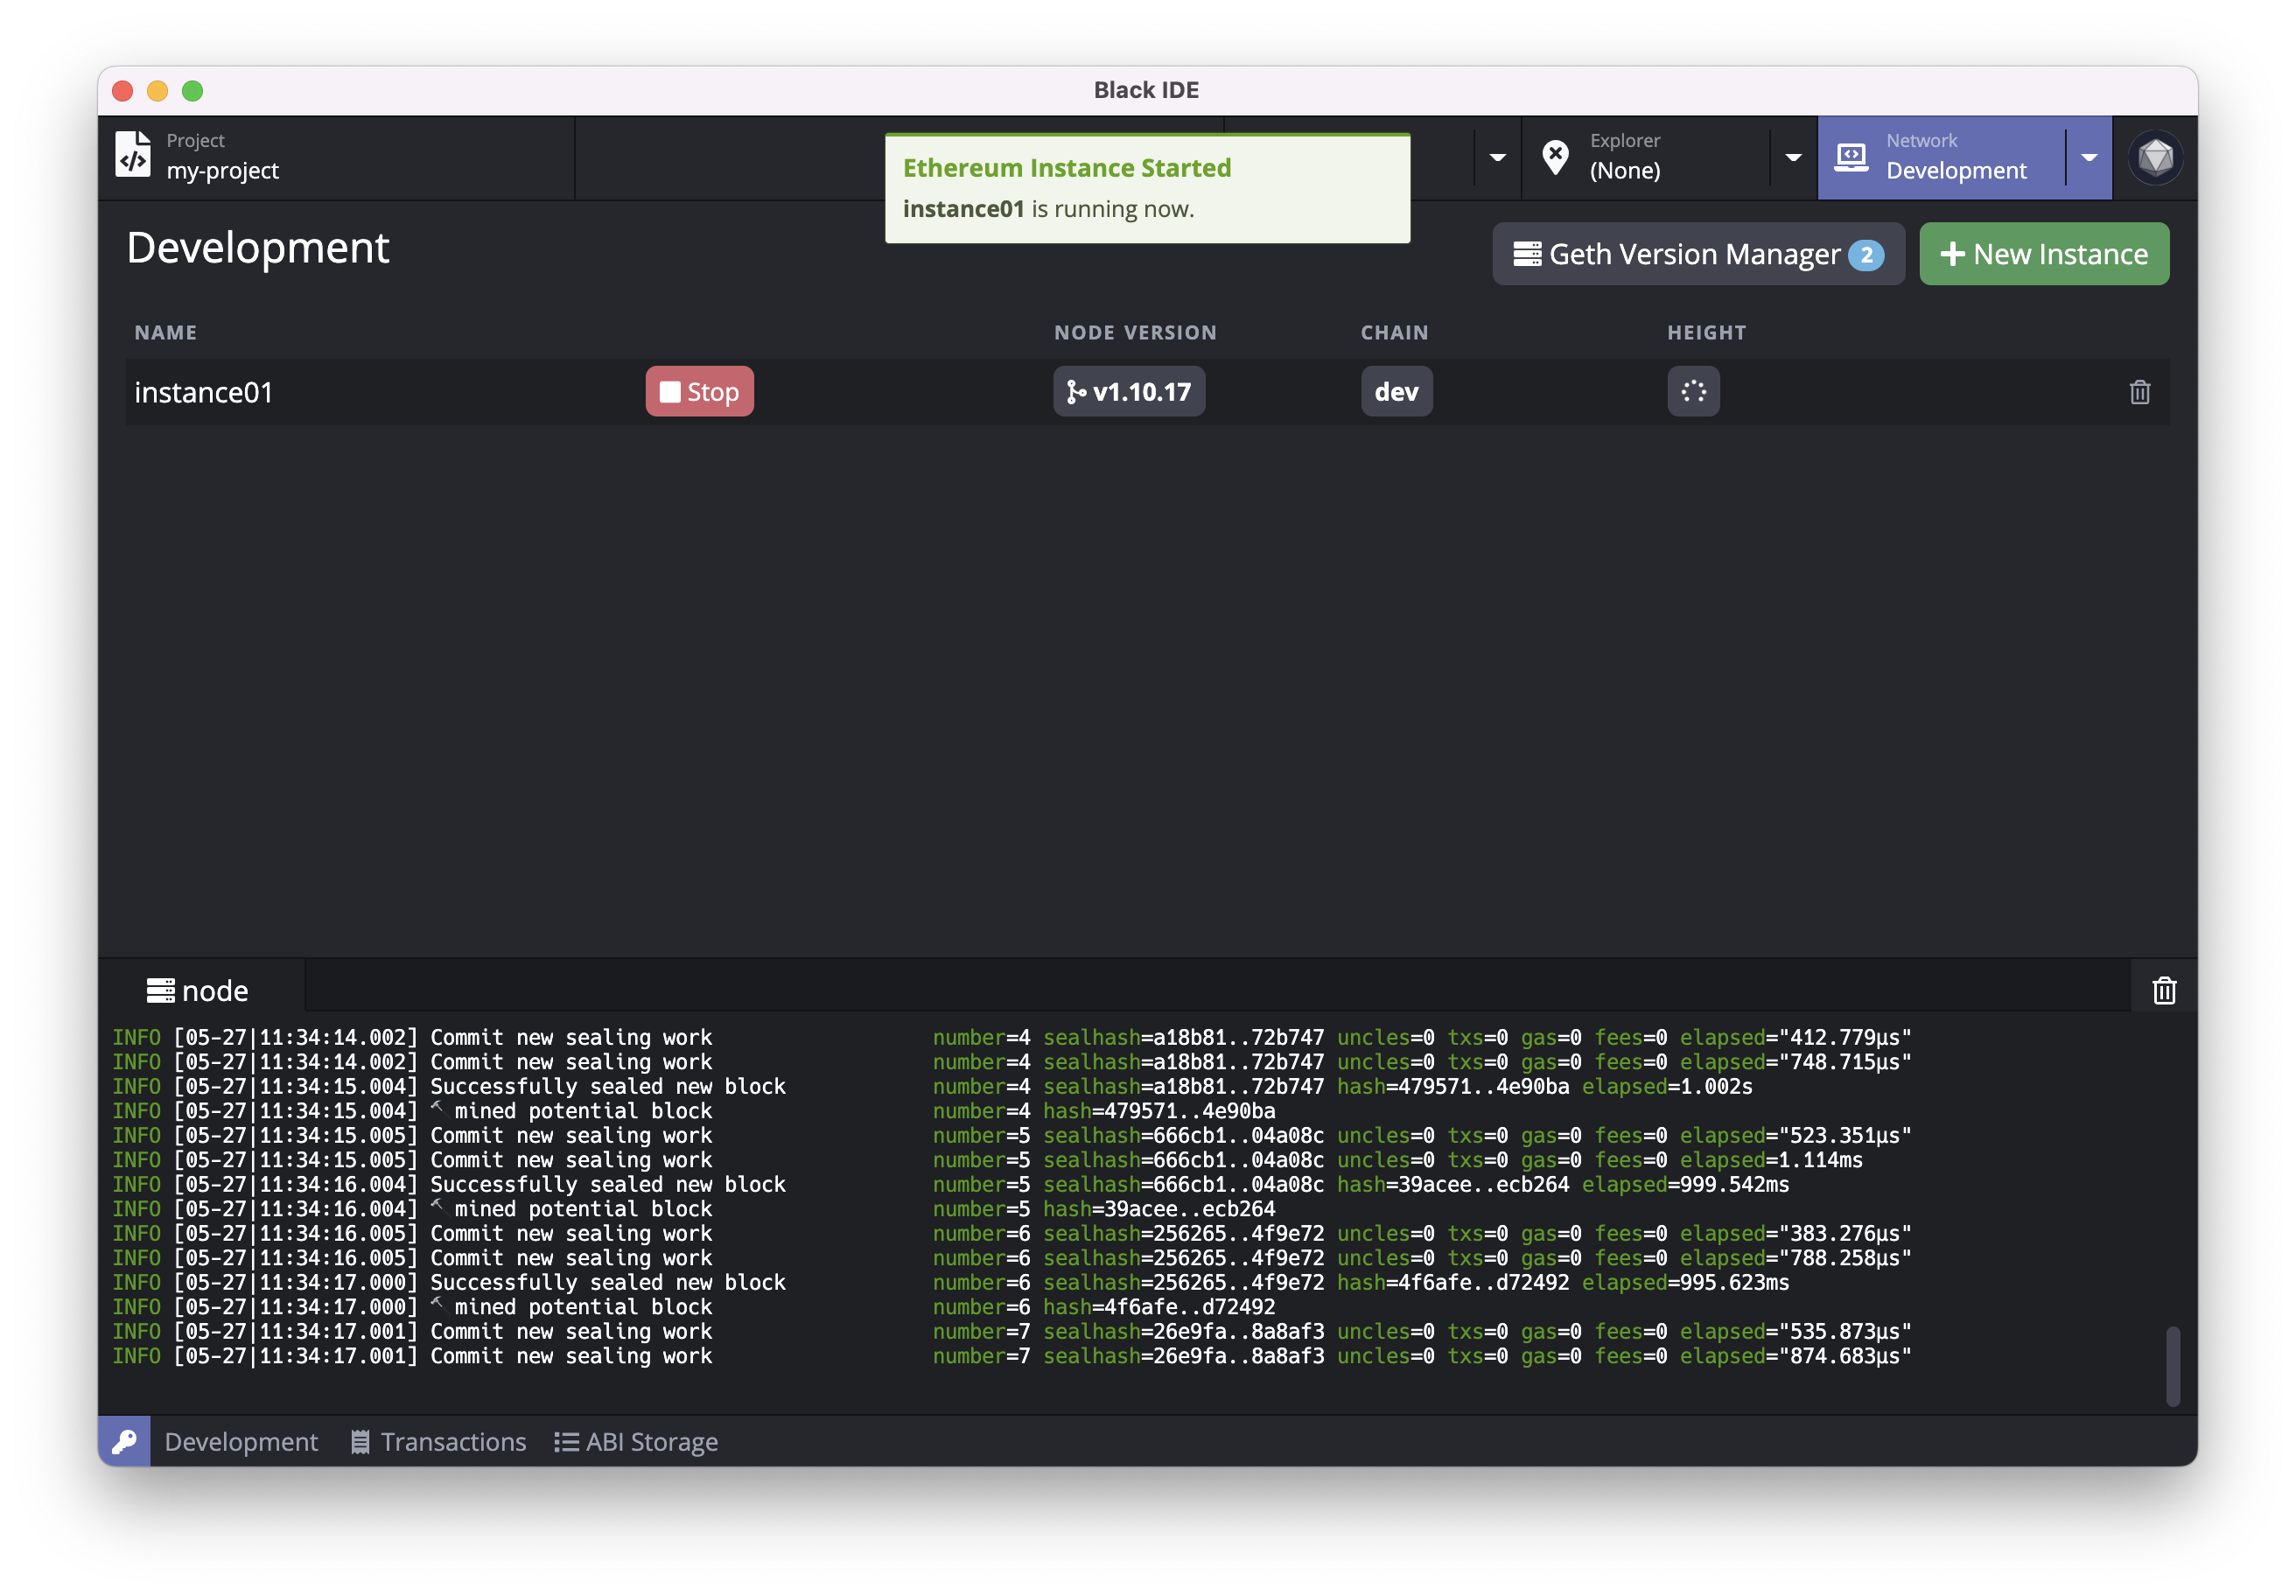 Black IDE
Project
my-project
Explorer
(None)
Network
Development
Ethereum Instance Started
instance01 is running now.
Development
Geth Version Manager 2
New Instance
NAME NODE VERSION CHAIN HEIGHT
instance01 Stop v1.10.17 dev
node
INFO [05-27|11:34:14.002] Commit new sealing work number=4 sealhash=a18b81..72b747 uncles=0 txs=0 gas=0 fees=0 elapsed="412.779µs"
INFO [05-27|11:34:14.002] Commit new sealing work number=4 sealhash=a18b81..72b747 uncles=0 txs=0 gas=0 fees=0 elapsed="748.715µs"
INFO [05-27|11:34:15.004] Successfully sealed new block number=4 sealhash=a18b81..72b747 hash=479571..4e90ba elapsed=1.002s
INFO [05-27|11:34:15.004] 🔨 mined potential block number=4 hash=479571..4e90ba
INFO [05-27|11:34:15.005] Commit new sealing work number=5 sealhash=666cb1..04a08c uncles=0 txs=0 gas=0 fees=0 elapsed="523.351µs"
INFO [05-27|11:34:15.005] Commit new sealing work number=5 sealhash=666cb1..04a08c uncles=0 txs=0 gas=0 fees=0 elapsed=1.114ms
INFO [05-27|11:34:16.004] Successfully sealed new block number=5 sealhash=666cb1..04a08c hash=39acee..ecb264 elapsed=999.542ms
INFO [05-27|11:34:16.004] 🔨 mined potential block number=5 hash=39acee..ecb264
INFO [05-27|11:34:16.005] Commit new sealing work number=6 sealhash=256265..4f9e72 uncles=0 txs=0 gas=0 fees=0 elapsed="383.276µs"
INFO [05-27|11:34:16.005] Commit new sealing work number=6 sealhash=256265..4f9e72 uncles=0 txs=0 gas=0 fees=0 elapsed="788.258µs"
INFO [05-27|11:34:17.000] Successfully sealed new block number=6 sealhash=256265..4f9e72 hash=4f6afe..d72492 elapsed=995.623ms
INFO [05-27|11:34:17.000] 🔨 mined potential block number=6 hash=4f6afe..d72492
INFO [05-27|11:34:17.001] Commit new sealing work number=7 sealhash=26e9fa..8a8af3 uncles=0 txs=0 gas=0 fees=0 elapsed="535.873µs"
INFO [05-27|11:34:17.001] Commit new sealing work number=7 sealhash=26e9fa..8a8af3 uncles=0 txs=0 gas=0 fees=0 elapsed="874.683µs"
Development Transactions ABI Storage